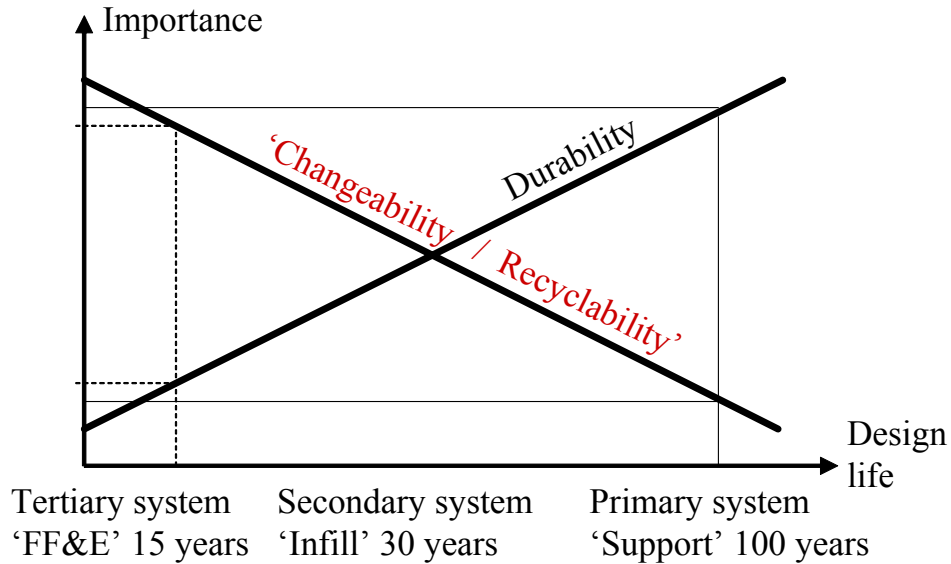 Importance
‘Changeability / Recyclability’
Durability
Design
life
Tertiary system
‘FF&E’ 15 years
Secondary system
‘Infill’ 30 years
Primary system
‘Support’ 100 years